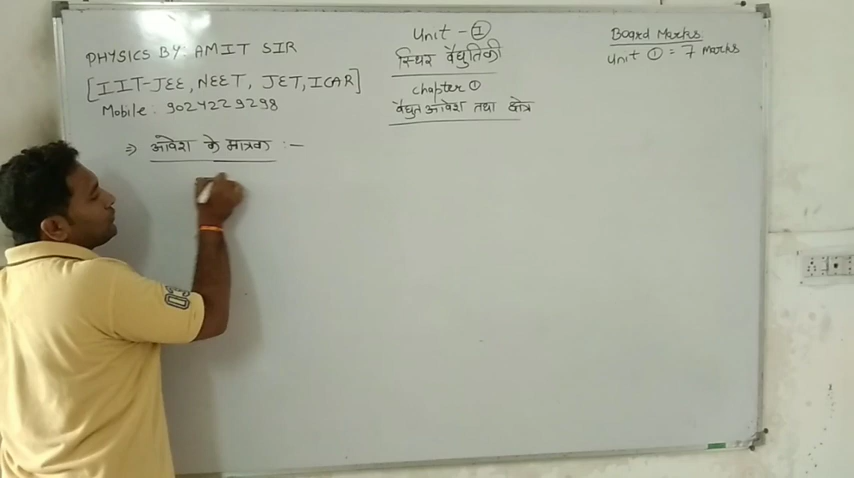 PHYSICS BY: AMIT SIR
[IIT-JEE, NEET, JET, ICAR]
Mobile: 9024229298
Unit - ①
स्थिर वैद्युतिकी
chapter ①
वैद्युत आवेश तथा क्षेत्र
Board Marks:
Unit ① = 7 Marks
⇒ आवेश के मात्रक :-